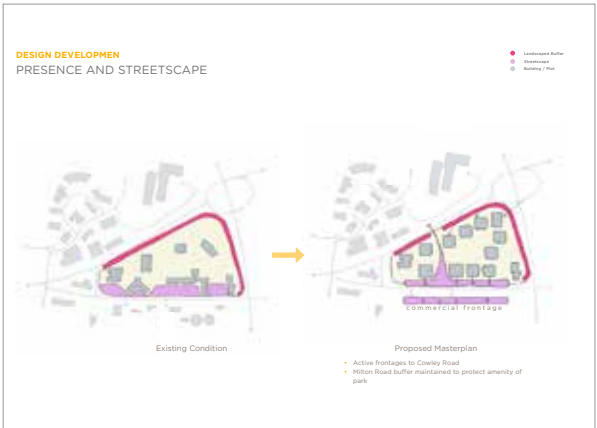 DESIGN DEVELOPMEN
PRESENCE AND STREETSCAPE
Landscaped Buffer
Streetscape
Building / Plot
commercial frontage
Existing Condition
Proposed Masterplan
• Active frontages to Cowley Road
• Milton Road buffer maintained to protect amenity of
park